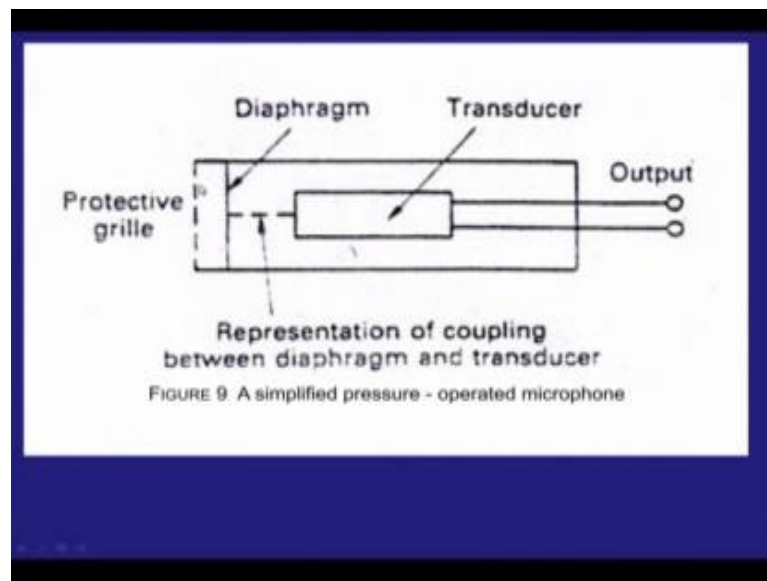 Diaphragm
Transducer
Output
Protective
grille
Representation of coupling
between diaphragm and transducer
FIGURE 9 A simplified pressure - operated microphone